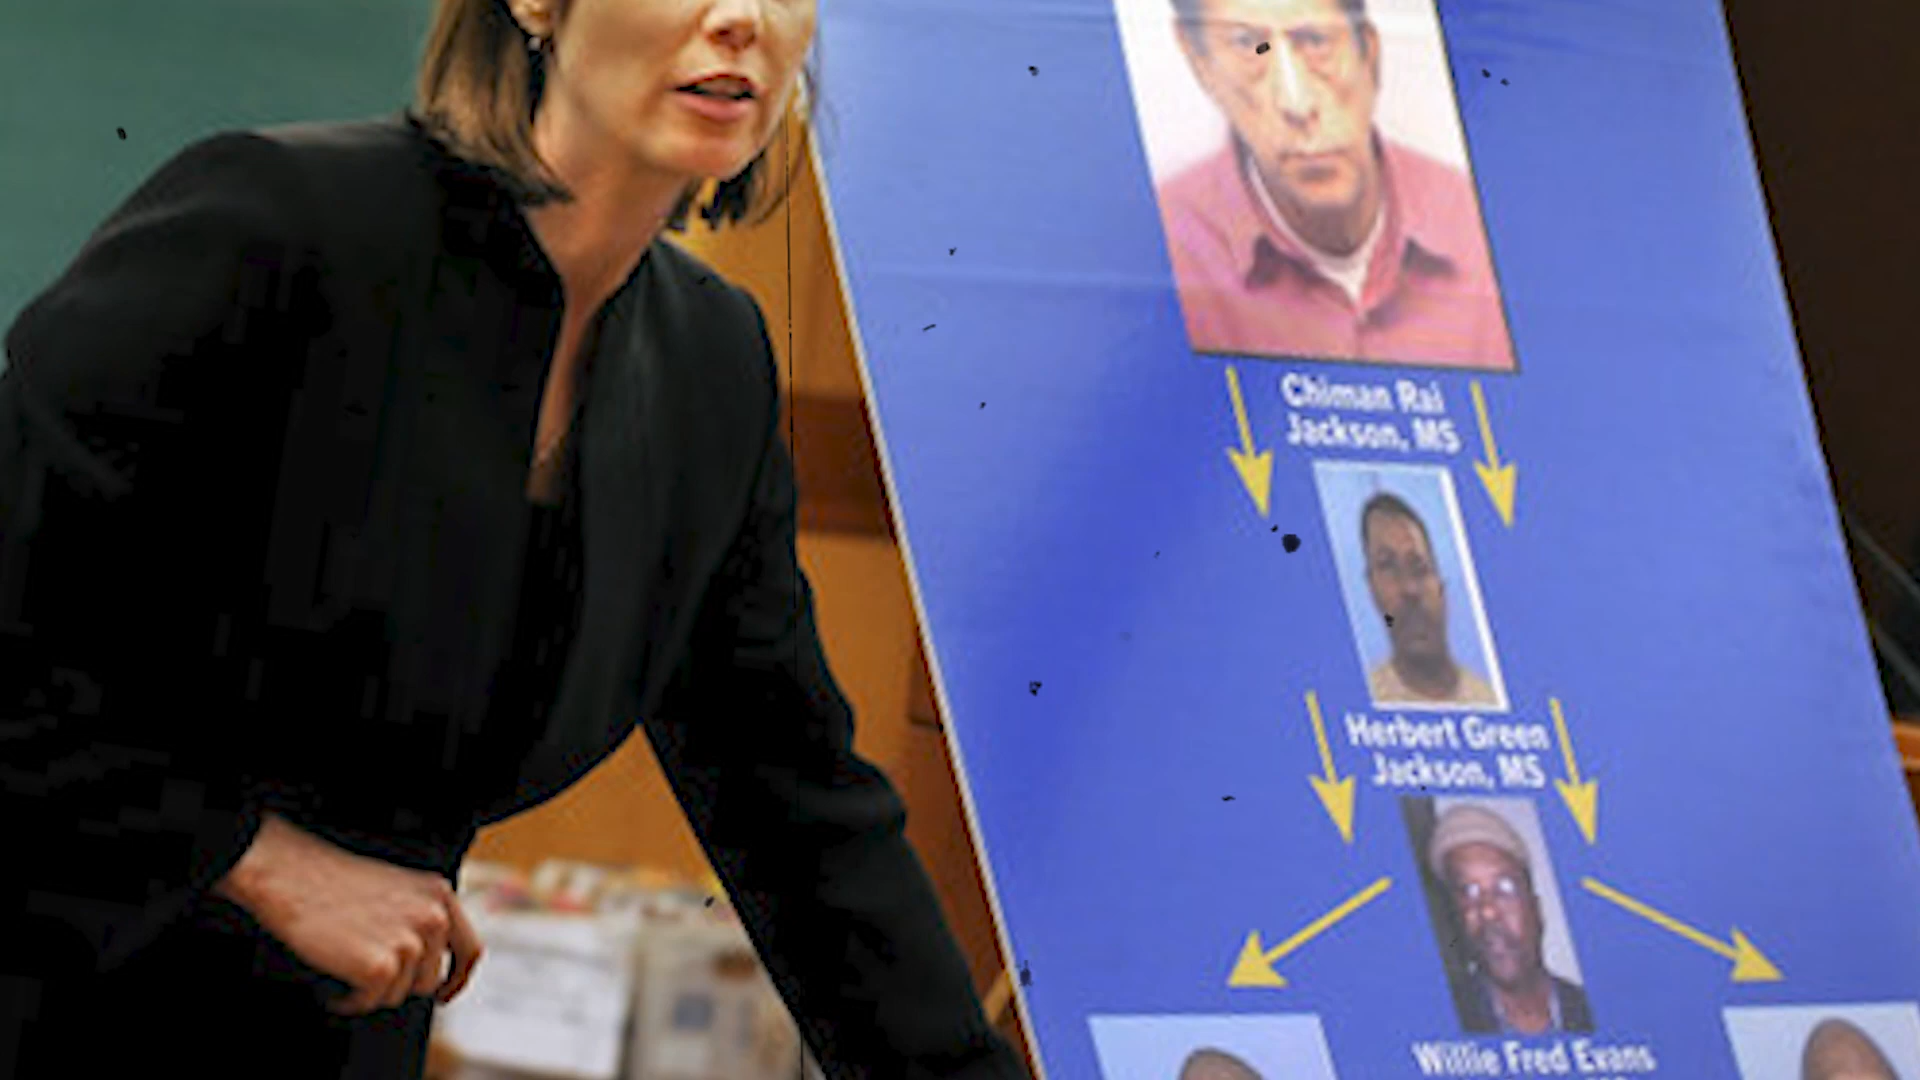 Chiman Rai
Jackson, MS
Herbert Green
Jackson, MS
Willie Fred Evans